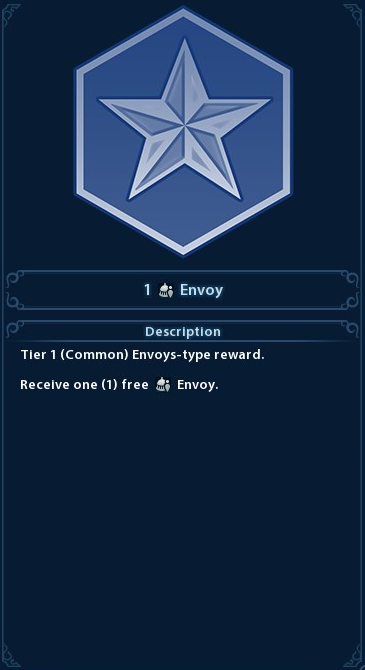 1 Envoy
Description
Tier 1 (Common) Envoys-type reward.
Receive one (1) free Envoy.